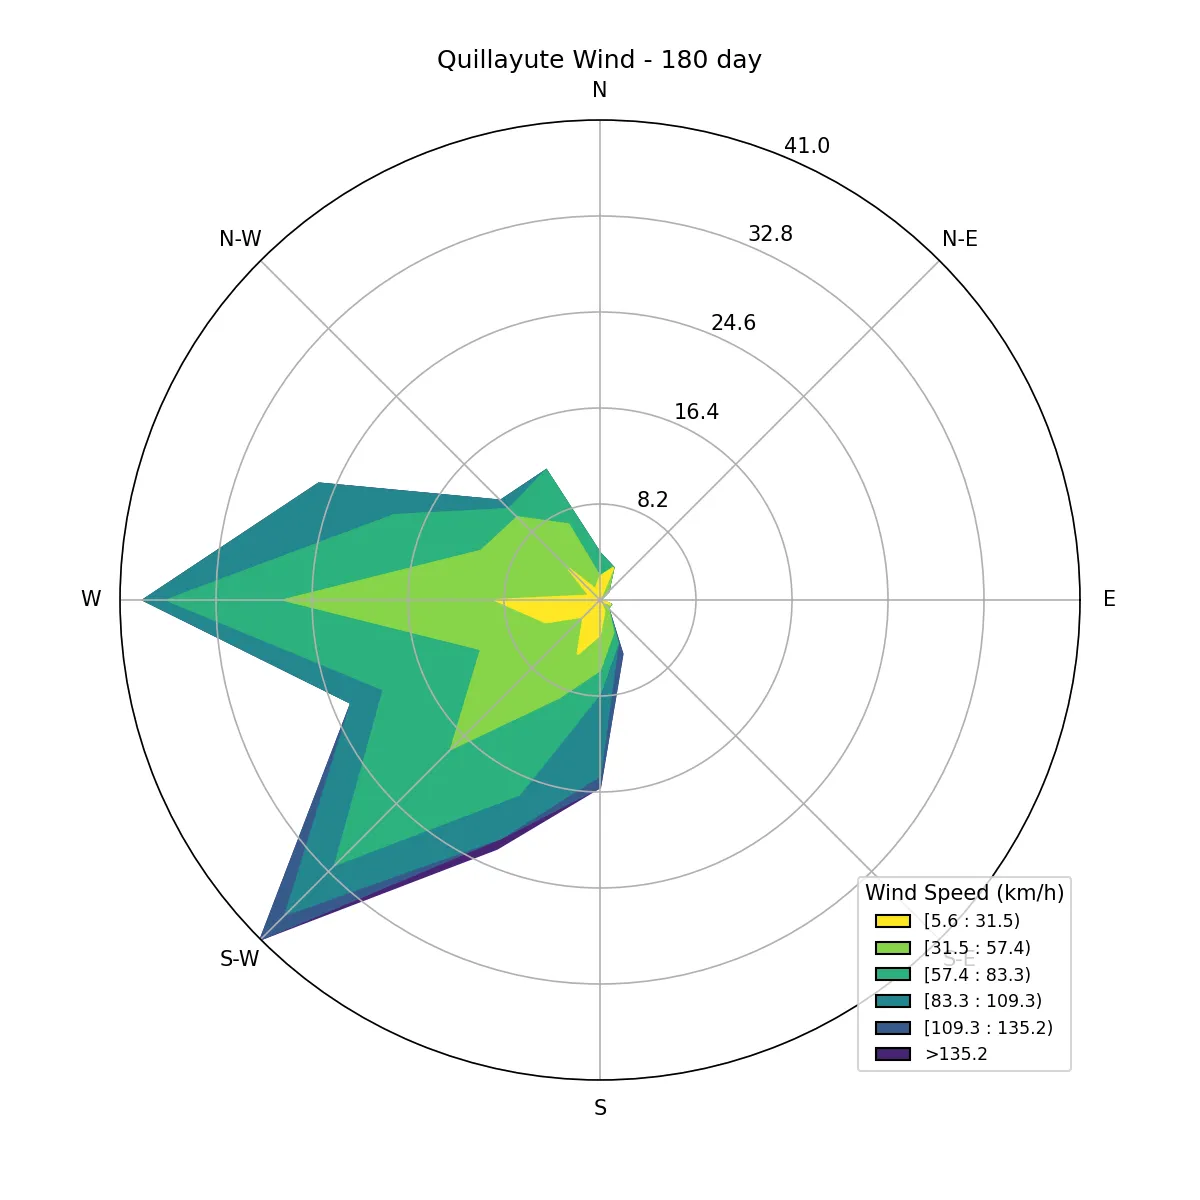 Quillayute Wind - 180 day
N
41.0
N-W
32.8
N-E
24.6
16.4
8.2
W
E
S-W
S-E
Wind Speed (km/h)
[5.6 : 31.5)
[31.5 : 57.4)
[57.4 : 83.3)
[83.3 : 109.3)
[109.3 : 135.2)
>135.2
S